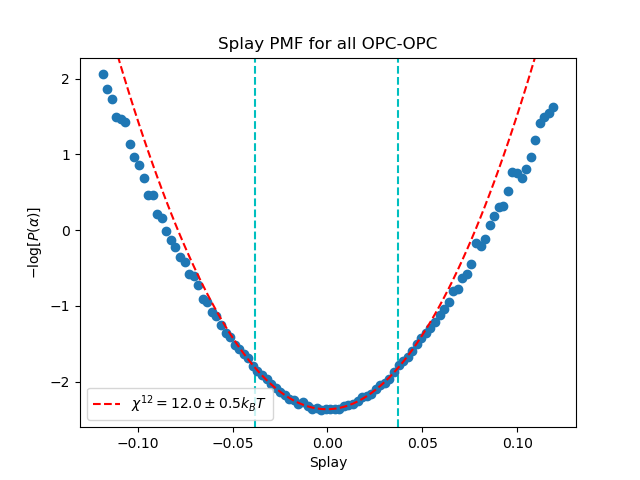 Splay PMF for all OPC-OPC
−log[P(α)]
2
1
0
−1
−2
χ¹² = 12.0 ± 0.5k_BT
−0.10 −0.05 0.00 0.05 0.10
Splay